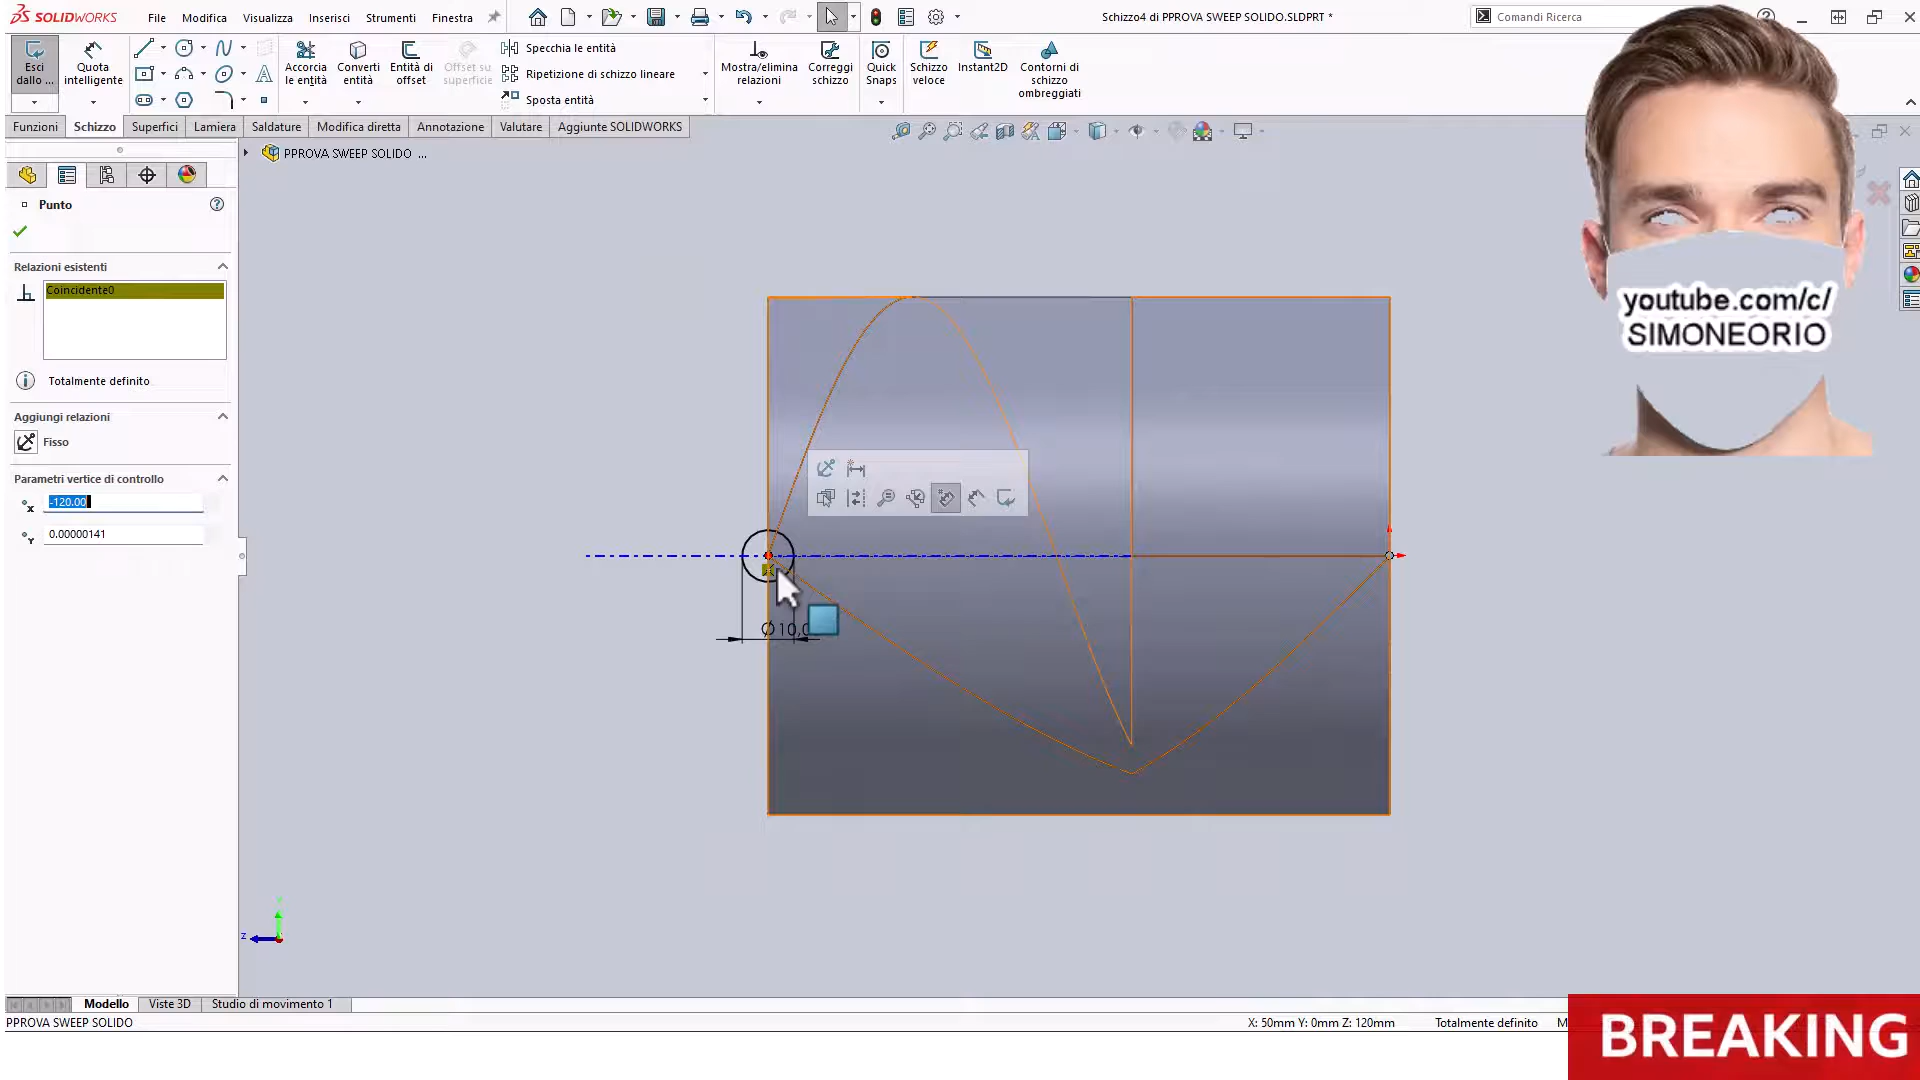 SOLIDWORKS File Modifica Visualizza Inserisci Strumenti Finestra Schizzo4 di PPROVA SWEEP SOLIDO.SLDPRT * Comandi Ricerca
Esci dallo ...
Quota intelligente
Accorcia le entità
Converti entità
Entità di offset
Offset su superficie
Specchia le entità
Ripetizione di schizzo lineare
Sposta entità
Mostra/elimina relazioni
Correggi schizzo
Quick Snaps
Schizzo veloce
Instant2D
Contorni di schizzo ombreggiati
Funzioni Schizzo Superfici Lamiera Saldature Modifica diretta Annotazione Valutare Aggiunte SOLIDWORKS
PPROVA SWEEP SOLIDO ...
Punto
Relazioni esistenti
Coincidente0
Totalmente definito
Aggiungi relazioni
Fisso
Parametri vertice di controllo
-120.00
0.00000141
Ø10,0
youtube.com/c/
SIMONEORIO
z
Modello Viste 3D Studio di movimento 1
PPROVA SWEEP SOLIDO X: 50mm Y: 0mm Z: 120mm Totalmente definito M
BREAKING